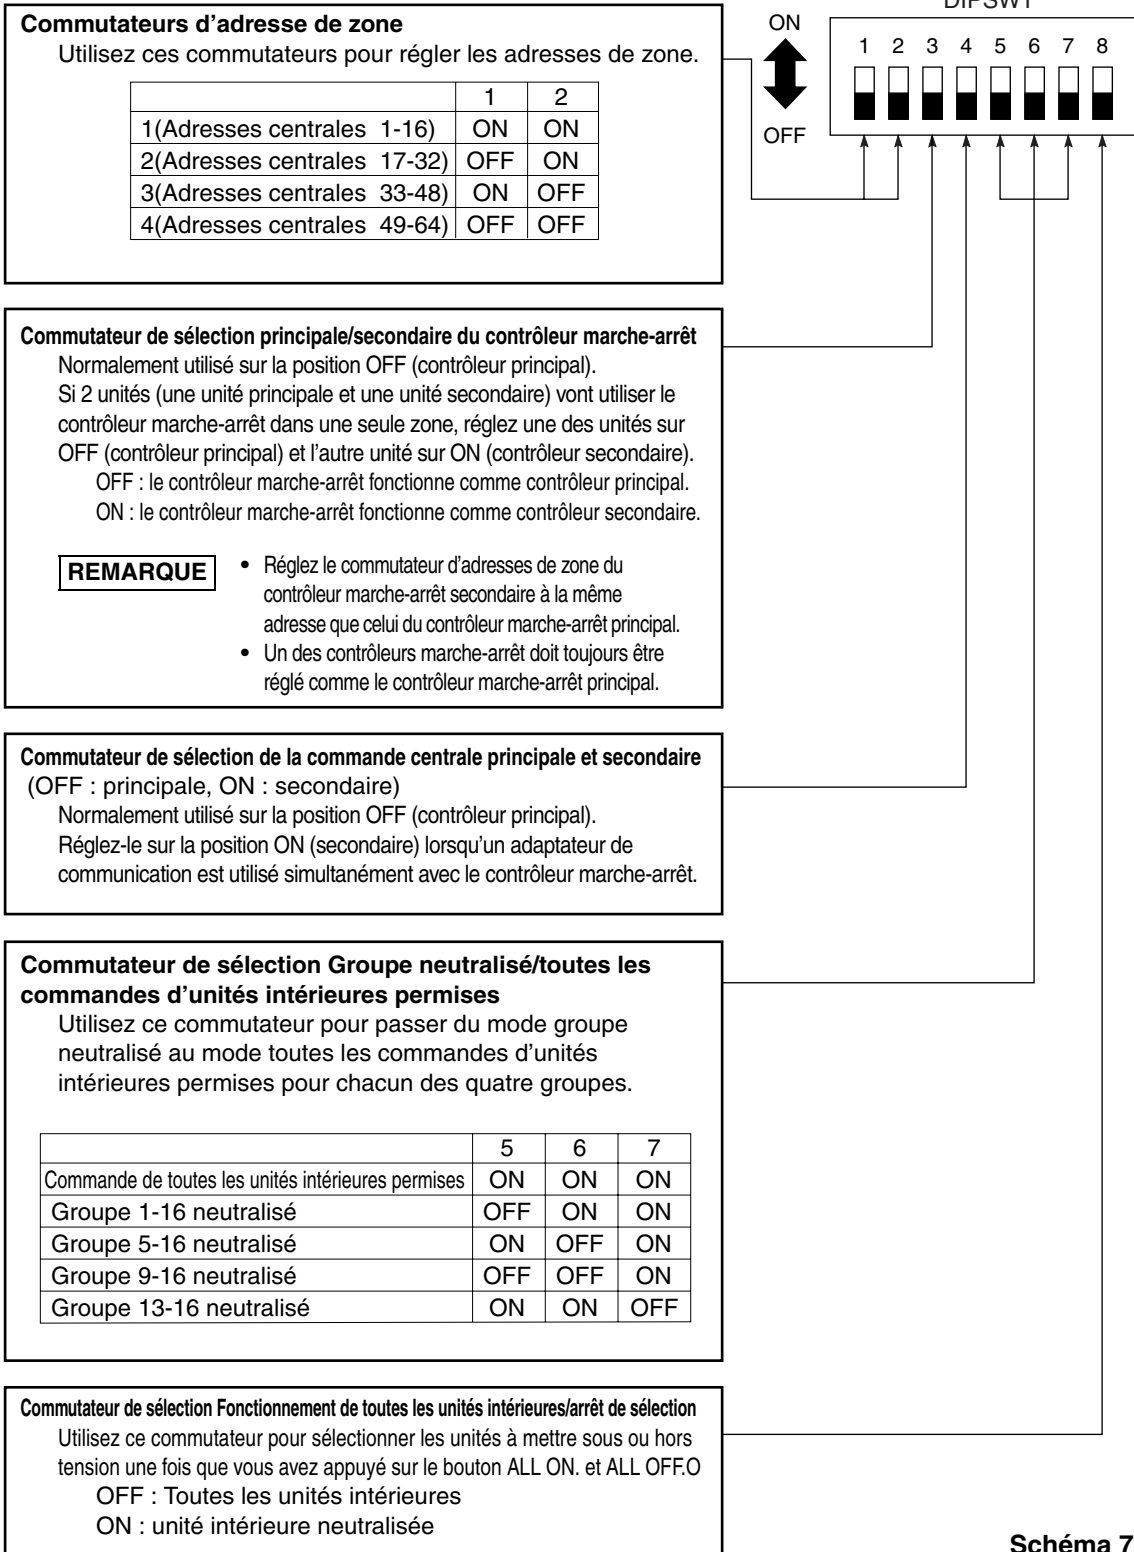 DIPSW1
ON
OFF
1 2 3 4 5 6 7 8
Commutateurs d'adresse de zone
Utilisez ces commutateurs pour régler les adresses de zone.
1 2
1(Adresses centrales 1-16) ON ON
2(Adresses centrales 17-32) OFF ON
3(Adresses centrales 33-48) ON OFF
4(Adresses centrales 49-64) OFF OFF
Commutateur de sélection principale/secondaire du contrôleur marche-arrêt
Normalement utilisé sur la position OFF (contrôleur principal).
Si 2 unités (une unité principale et une unité secondaire) vont utiliser le
contrôleur marche-arrêt dans une seule zone, réglez une des unités sur
OFF (contrôleur principal) et l'autre unité sur ON (contrôleur secondaire).
OFF : le contrôleur marche-arrêt fonctionne comme contrôleur principal.
ON : le contrôleur marche-arrêt fonctionne comme contrôleur secondaire.
REMARQUE
• Réglez le commutateur d'adresses de zone du
contrôleur marche-arrêt secondaire à la même
adresse que celui du contrôleur marche-arrêt principal.
• Un des contrôleurs marche-arrêt doit toujours être
réglé comme le contrôleur marche-arrêt principal.
Commutateur de sélection de la commande centrale principale et secondaire
(OFF : principale, ON : secondaire)
Normalement utilisé sur la position OFF (contrôleur principal).
Réglez-le sur la position ON (secondaire) lorsqu'un adaptateur de
communication est utilisé simultanément avec le contrôleur marche-arrêt.
Commutateur de sélection Groupe neutralisé/toutes les
commandes d'unités intérieures permises
Utilisez ce commutateur pour passer du mode groupe
neutralisé au mode toutes les commandes d'unités
intérieures permises pour chacun des quatre groupes.
5 6 7
Commande de toutes les unités intérieures permises ON ON ON
Groupe 1-16 neutralisé OFF ON ON
Groupe 5-16 neutralisé ON OFF ON
Groupe 9-16 neutralisé OFF OFF ON
Groupe 13-16 neutralisé ON ON OFF
Commutateur de sélection Fonctionnement de toutes les unités intérieures/arrêt de sélection
Utilisez ce commutateur pour sélectionner les unités à mettre sous ou hors
tension une fois que vous avez appuyé sur le bouton ALL ON. et ALL OFF.O
OFF : Toutes les unités intérieures
ON : unité intérieure neutralisée
Schéma 7